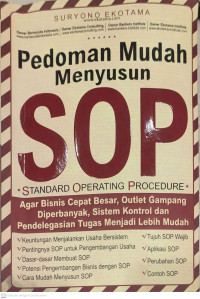 SURYONO EKOTAMA
Pedoman Mudah
Menyusun
SOP
• STANDARD OPERATING PROCEDURE •
Agar Bisnis Cepat Besar, Outlet Gampang
Diperbanyak, Sistem Kontrol dan
Pendelegasian Tugas Menjadi Lebih Mudah
• Keuntungan Menjalankan Usaha Bersistem
• Pentingnya SOP untuk Pengembangan Usaha
• Dasar-dasar Membuat SOP
• Potensi Pengembangan Bisnis dengan SOP
• Cara Mudah Menyusun SOP
• Tujuh SOP Wajib
• Aplikasi SOP
• Perubahan SOP
• Contoh SOP